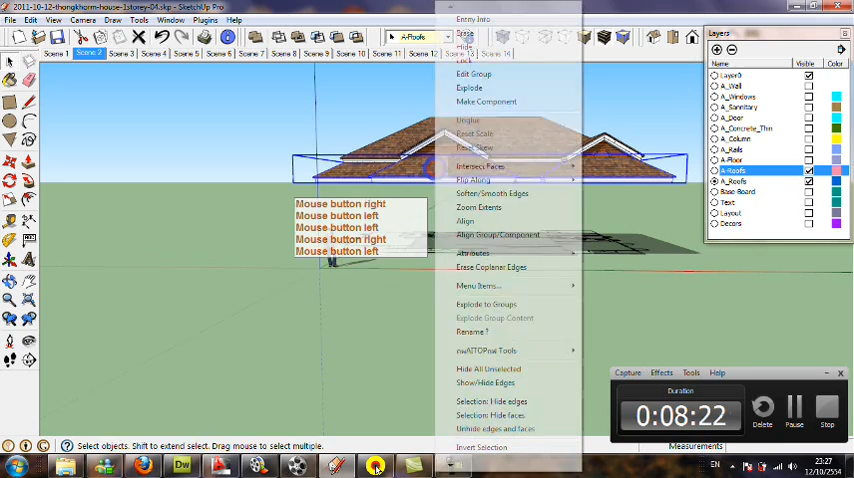 2011-10-12-thongkhorm-house-1storey-04.skp - SketchUp Pro
File Edit View Camera Draw Tools Window Plugins Help
A-Roofs
Scene 1 Scene 2 Scene 3 Scene 4 Scene 5 Scene 6 Scene 7 Scene 8 Scene 9 Scene 10 Scene 11 Scene 12 Scene 13 Scene 14
Entity Info
Erase
Hide
Lock
Edit Group
Explode
Make Component
Unglue
Reset Scale
Reset Skew
Intersect Faces
Flip Along
Soften/Smooth Edges
Zoom Extents
Align
Align Group/Component
Attributes
Erase Coplanar Edges
Menu Items...
Explode to Groups
Explode Group Content
Rename ?
Tools
Hide All Unselected
Show/Hide Edges
Selection: Hide edges
Selection: Hide faces
Unhide edges and faces
Invert Selection
Mouse button right
Mouse button left
Mouse button left
Mouse button right
Mouse button left
Layers
Name Visible Color
Layer0
A_Wall
A_Windows
A_Sannitary
A_Door
A_Concrete_Thin
A_Column
A_Rails
A-Floor
A-Roofs
A_Roofs
Base Board
Text
Layout
Decors
Capture Effects Tools Help
Duration
0:08:22
Delete Pause Stop
Select objects. Shift to extend select. Drag mouse to select multiple.
Measurements
Dw
EN
23:27
12/10/2554